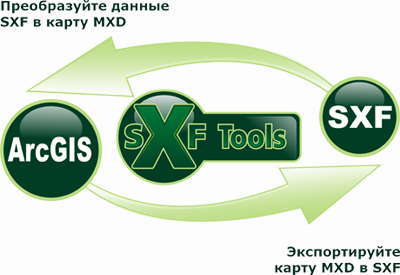 Преобразуйте данные
SXF в карту MXD
ArcGIS
SXF Tools
SXF
Экспортируйте
карту MXD в SXF